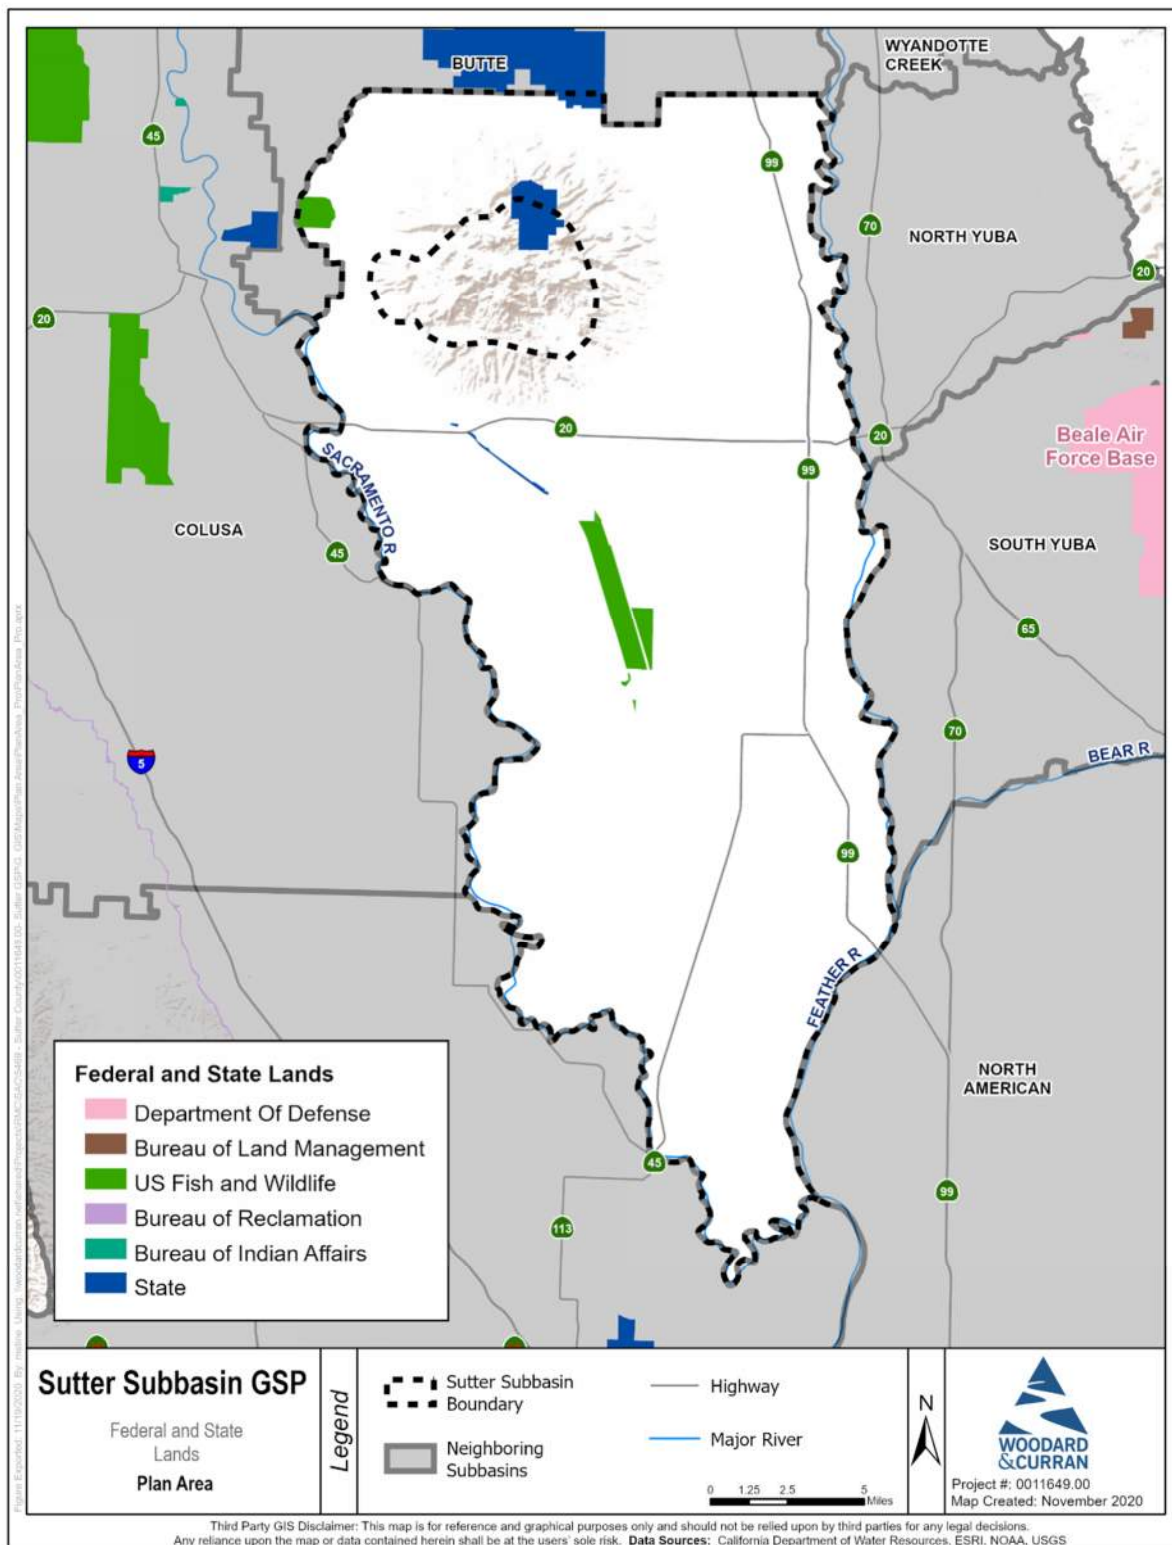 BUTTE
WYANDOTTE
CREEK
45
99
70
NORTH YUBA
20
20
20
20
99
Beale Air
Force Base
SACRAMENTO R
COLUSA
45
SOUTH YUBA
65
5
70
BEAR R
99
FEATHER R
NORTH
AMERICAN
45
99
113
Federal and State Lands
Department Of Defense
Bureau of Land Management
US Fish and Wildlife
Bureau of Reclamation
Bureau of Indian Affairs
State
Sutter Subbasin GSP
Federal and State
Lands
Plan Area
Legend
Sutter Subbasin
Boundary
Neighboring
Subbasins
Highway
Major River
0 1.25 2.5 5
Miles
N
WOODARD
&CURRAN
Project #: 0011649.00
Map Created: November 2020
Third Party GIS Disclaimer: This map is for reference and graphical purposes only and should not be relied upon by third parties for any legal decisions.
Any reliance upon the map or data contained herein shall be at the users' sole risk. Data Sources: California Department of Water Resources, ESRI, NOAA, USGS